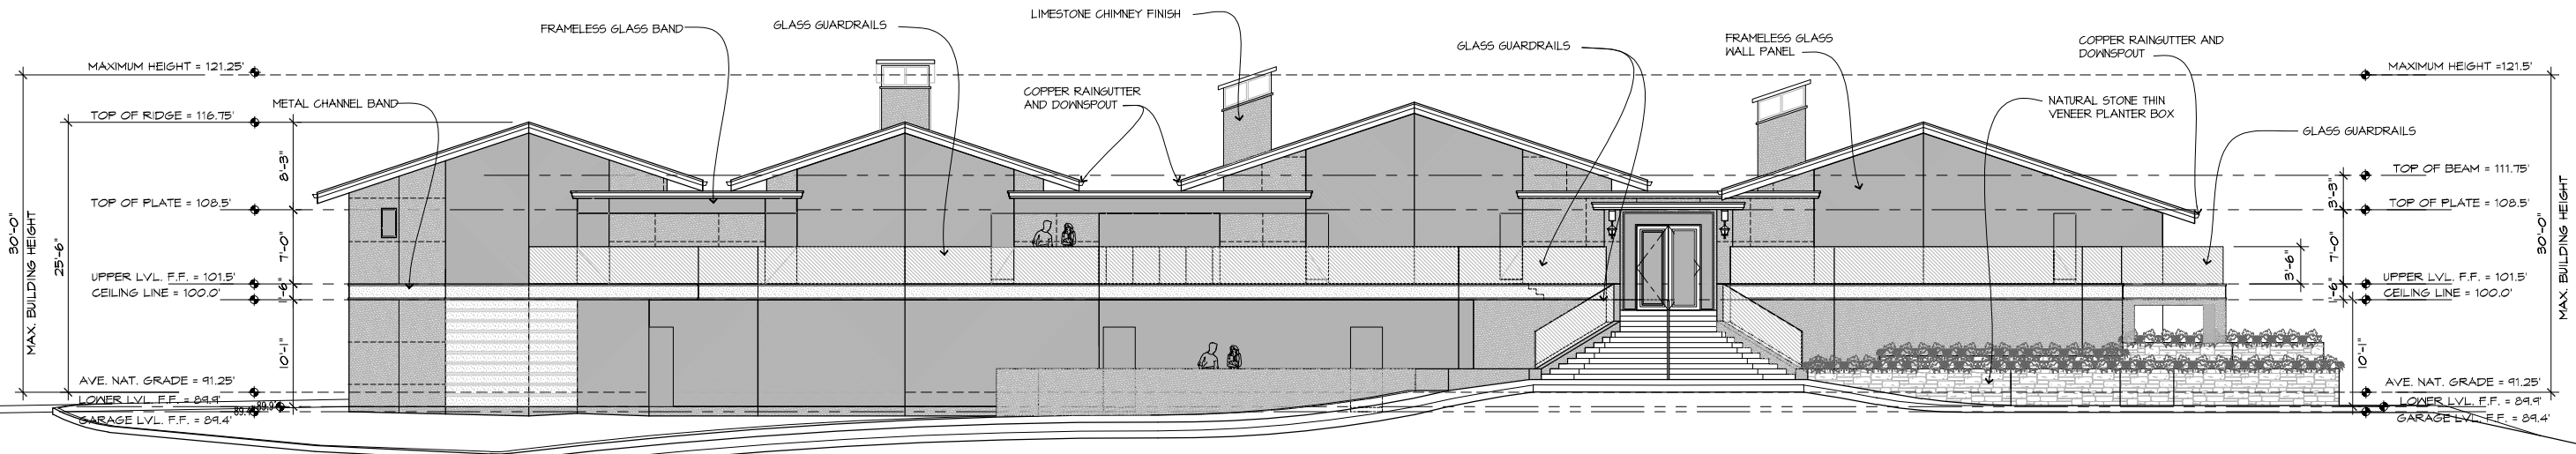 LIMESTONE CHIMNEY FINISH
FRAMELESS GLASS BAND
GLASS GUARDRAILS
GLASS GUARDRAILS
FRAMELESS GLASS
WALL PANEL
COPPER RAINGUTTER AND
DOWNSPOUT
MAXIMUM HEIGHT = 121.25'
MAXIMUM HEIGHT =121.5'
METAL CHANNEL BAND
COPPER RAINGUTTER
AND DOWNSPOUT
NATURAL STONE THIN
VENEER PLANTER BOX
TOP OF RIDGE = 116.75'
GLASS GUARDRAILS
8'-3"
TOP OF BEAM = 111.75'
3'-3"
TOP OF PLATE = 108.5'
TOP OF PLATE = 108.5'
30'-0"
MAX. BUILDING HEIGHT
25'-6"
7'-0"
7'-0"
3'-6"
30'-0"
MAX. BUILDING HEIGHT
UPPER LVL. F.F. = 101.5'
UPPER LVL. F.F. = 101.5'
1'-6"
1'-6"
CEILING LINE = 100.0'
CEILING LINE = 100.0'
10'-1"
10'-1"
AVE. NAT. GRADE = 91.25'
AVE. NAT. GRADE = 91.25'
LOWER LVL. F.F. = 89.9'
89.9'
LOWER LVL. F.F. = 89.9'
89.4'
GARAGE LVL. F.F. = 89.4'
GARAGE LVL. F.F. = 89.4'